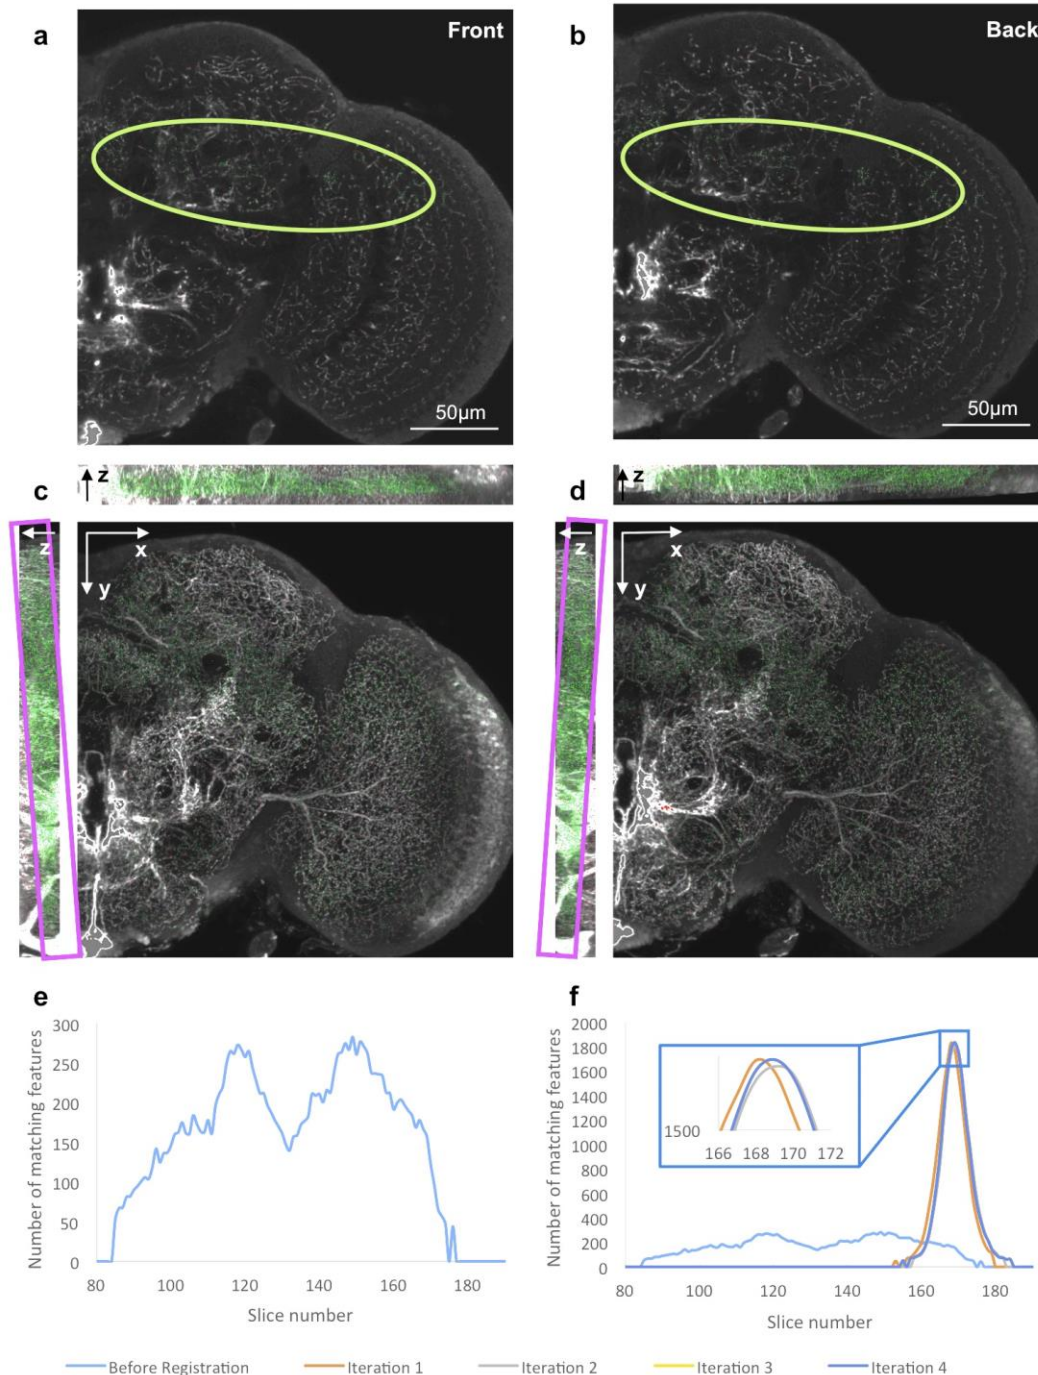 a
Front
b
Back
50μm
50μm
c
z
d
z
z
x
y
z
x
y
e
f
Number of matching features
300
250
200
150
100
50
0
80
100
120
140
160
180
Slice number
Number of matching features
2000
1800
1600
1400
1200
1000
800
600
400
200
0
1500
166
168
170
172
80
100
120
140
160
180
Slice number
Before Registration
Iteration 1
Iteration 2
Iteration 3
Iteration 4